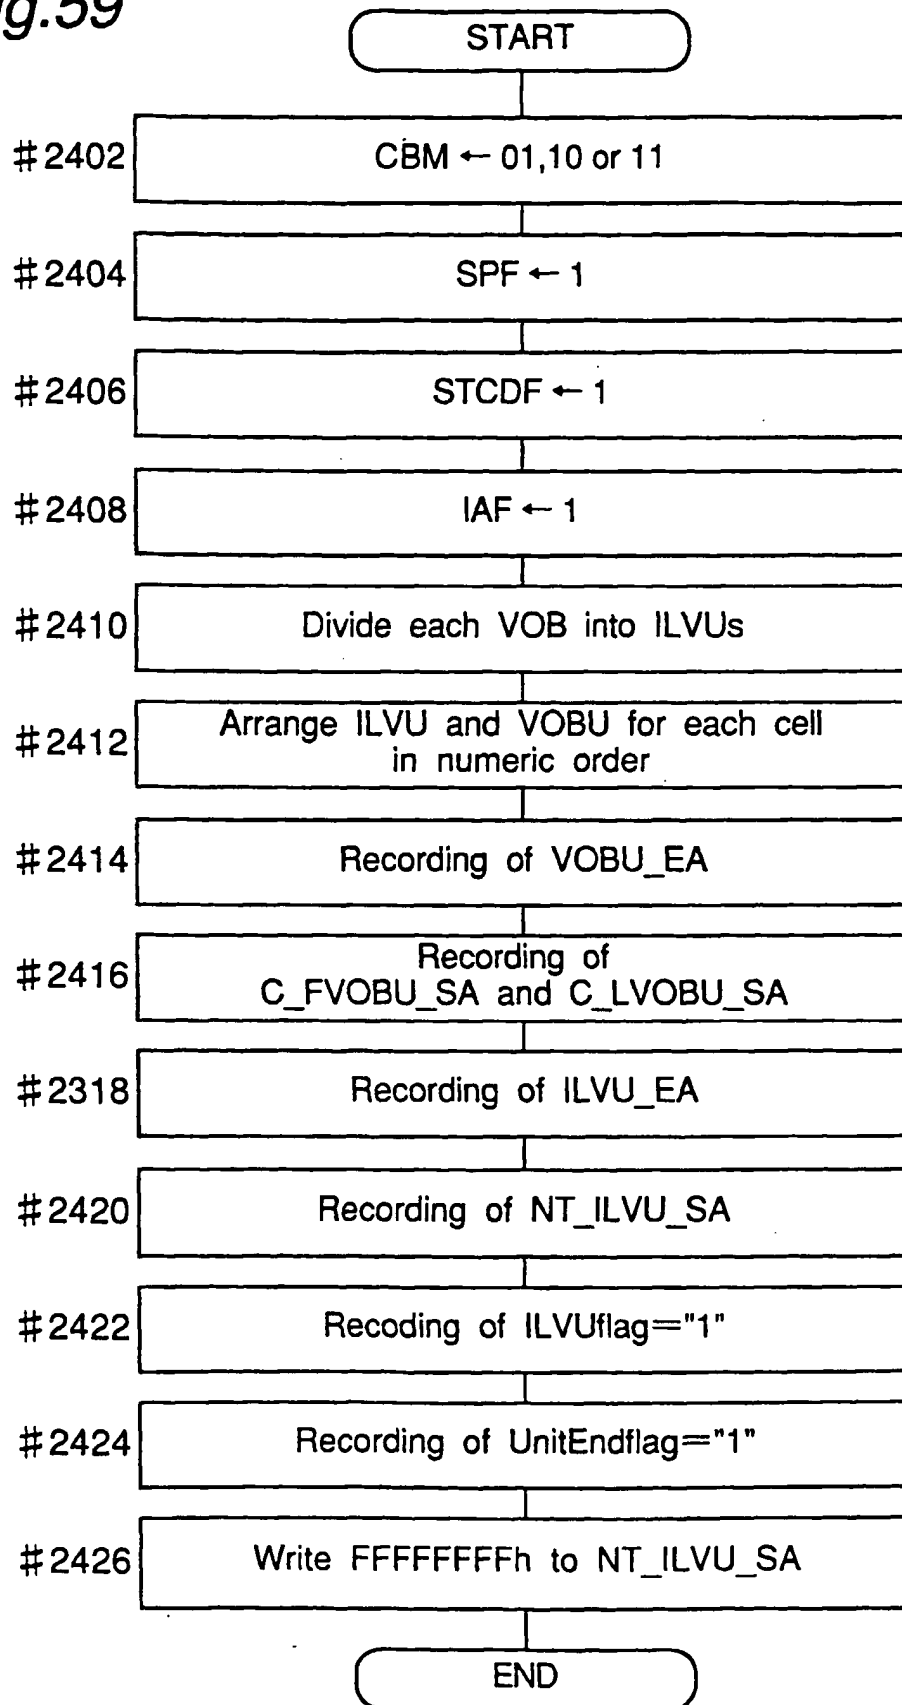 g.59
START
#2402
CBM ← 01,10 or 11
#2404
SPF ← 1
#2406
STCDF ← 1
#2408
IAF ← 1
#2410
Divide each VOB into ILVUs
#2412
Arrange ILVU and VOBU for each cell
in numeric order
#2414
Recording of VOBU_EA
#2416
Recording of
C_FVOBU_SA and C_LVOBU_SA
#2318
Recording of ILVU_EA
#2420
Recording of NT_ILVU_SA
#2422
Recoding of ILVUflag="1"
#2424
Recording of UnitEndflag="1"
#2426
Write FFFFFFFFh to NT_ILVU_SA
END